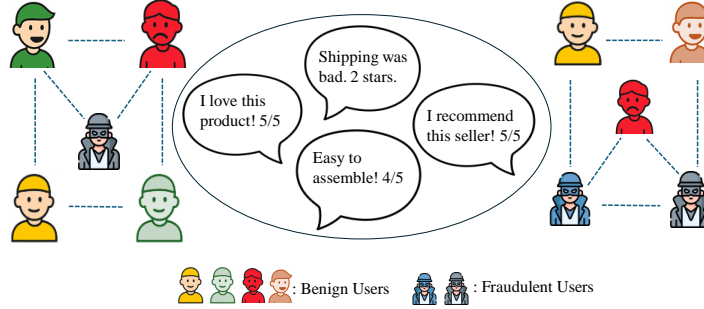 Shipping was
bad. 2 stars.
I love this
product! 5/5
I recommend
this seller! 5/5
Easy to
assemble! 4/5
: Benign Users
: Fraudulent Users